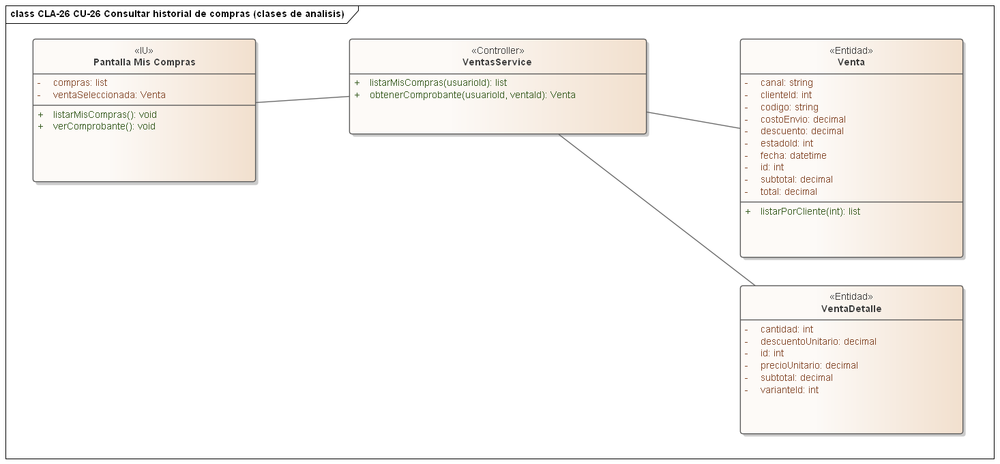 class CLA-26 CU-26 Consultar historial de compras (clases de analisis)
«IU»
Pantalla Mis Compras
- compras: list
- ventaSeleccionada: Venta
+ listarMisCompras(): void
+ verComprobante(): void
«Controller»
VentasService
+ listarMisCompras(usuarioId): list
+ obtenerComprobante(usuarioId, ventaId): Venta
«Entidad»
Venta
- canal: string
- clienteId: int
- codigo: string
- costoEnvio: decimal
- descuento: decimal
- estadoId: int
- fecha: datetime
- id: int
- subtotal: decimal
- total: decimal
+ listarPorCliente(int): list
«Entidad»
VentaDetalle
- cantidad: int
- descuentoUnitario: decimal
- id: int
- precioUnitario: decimal
- subtotal: decimal
- varianteId: int